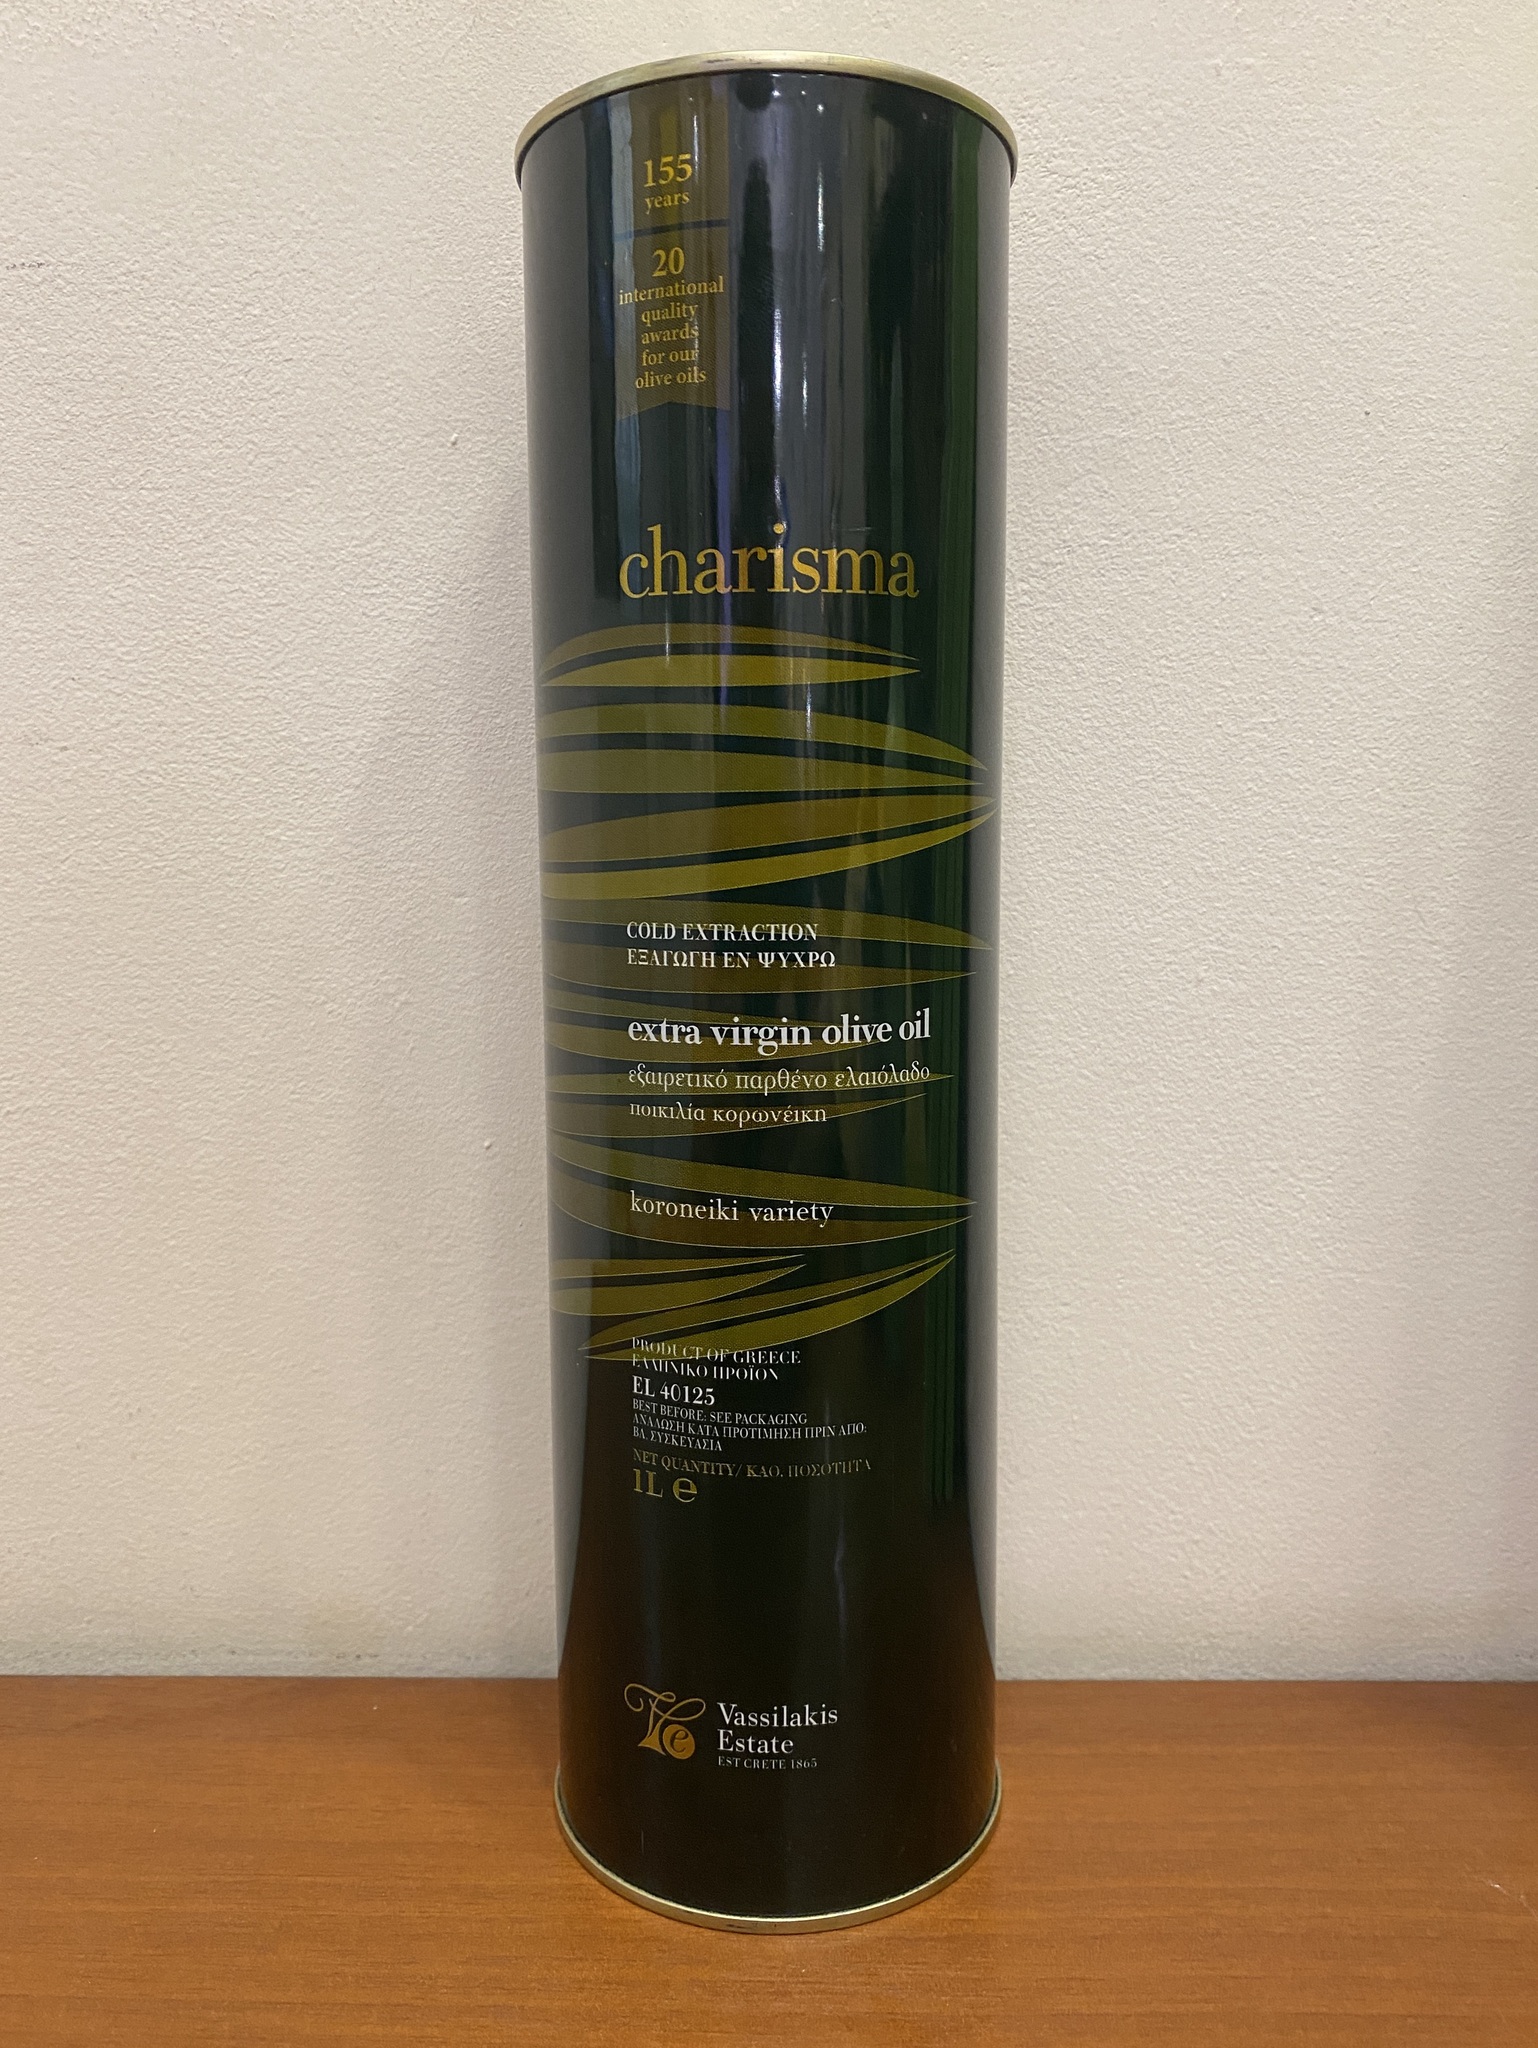 155
years
20
international
quality
awards
for our
olive oils
charisma
COLD EXTRACTION
ΕΞΑΓΩΓΗ ΕΝ ΨΥΧΡΩ
extra virgin olive oil
εξαιρετικό παρθένο ελαιόλαδο
ποικιλία κορωνέικη
koroneiki variety
PRODUCT OF GREECE
ΕΛΛΗΝΙΚΟ ΠΡΟΪΟΝ
EL 40125
BEST BEFORE: SEE PACKAGING
ΑΝΑΛΩΣΗ ΚΑΤΑ ΠΡΟΤΙΜΗΣΗ ΠΡΙΝ ΑΠΟ:
ΒΛ. ΣΥΣΚΕΥΑΣΙΑ
NET QUANTITY/ ΚΑΘ. ΠΟΣΟΤΗΤΑ
1L ℮
Ve
Vassilakis
Estate
EST CRETE 1865